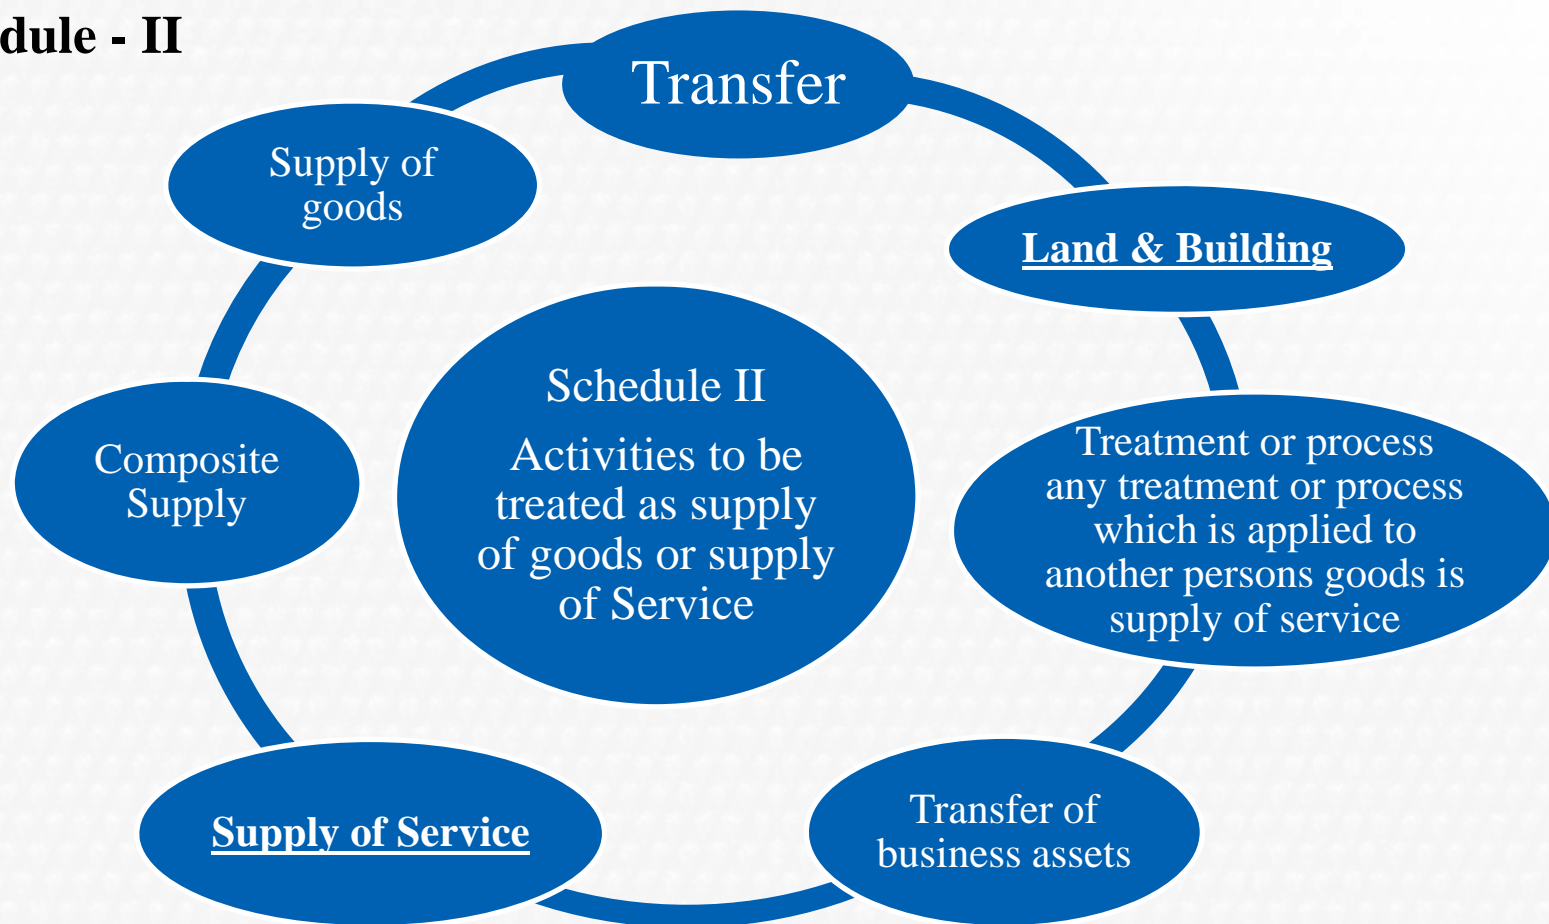 dule - II
Transfer
Land & Building
Treatment or process
any treatment or process
which is applied to
another persons goods is
supply of service
Transfer of
business assets
Supply of Service
Composite
Supply
Supply of
goods
Schedule II
Activities to be
treated as supply
of goods or supply
of Service